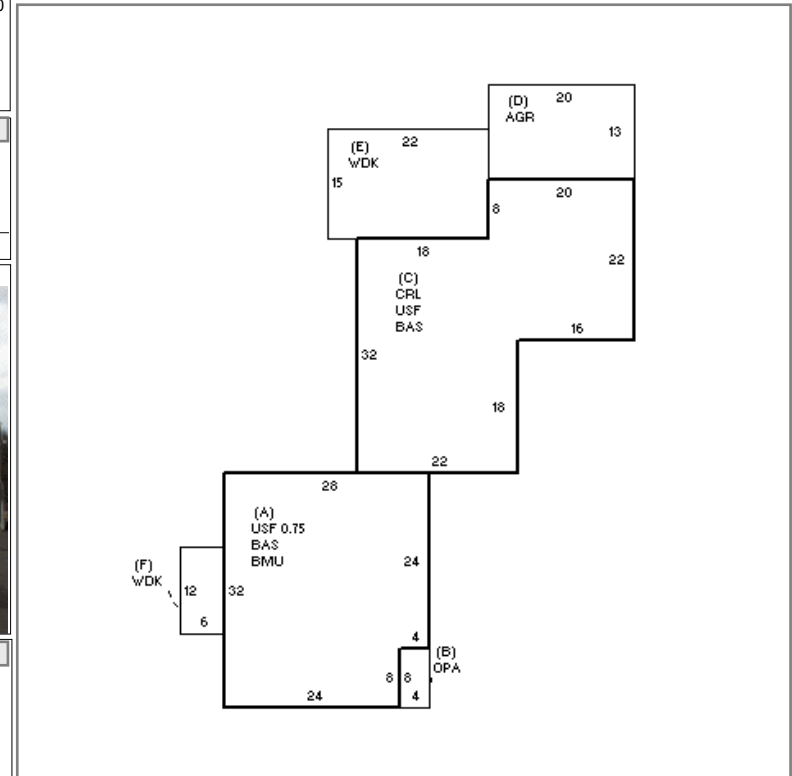 (D)
AGR
20
13
(E)
WDK
22
15
20
8
22
18
(C)
CRL
USF
BAS
16
32
18
22
28
(A)
USF 0.75
BAS
BMU
24
(F)
WDK
12
6
32
4
(B)
OPA
8
8
4
24